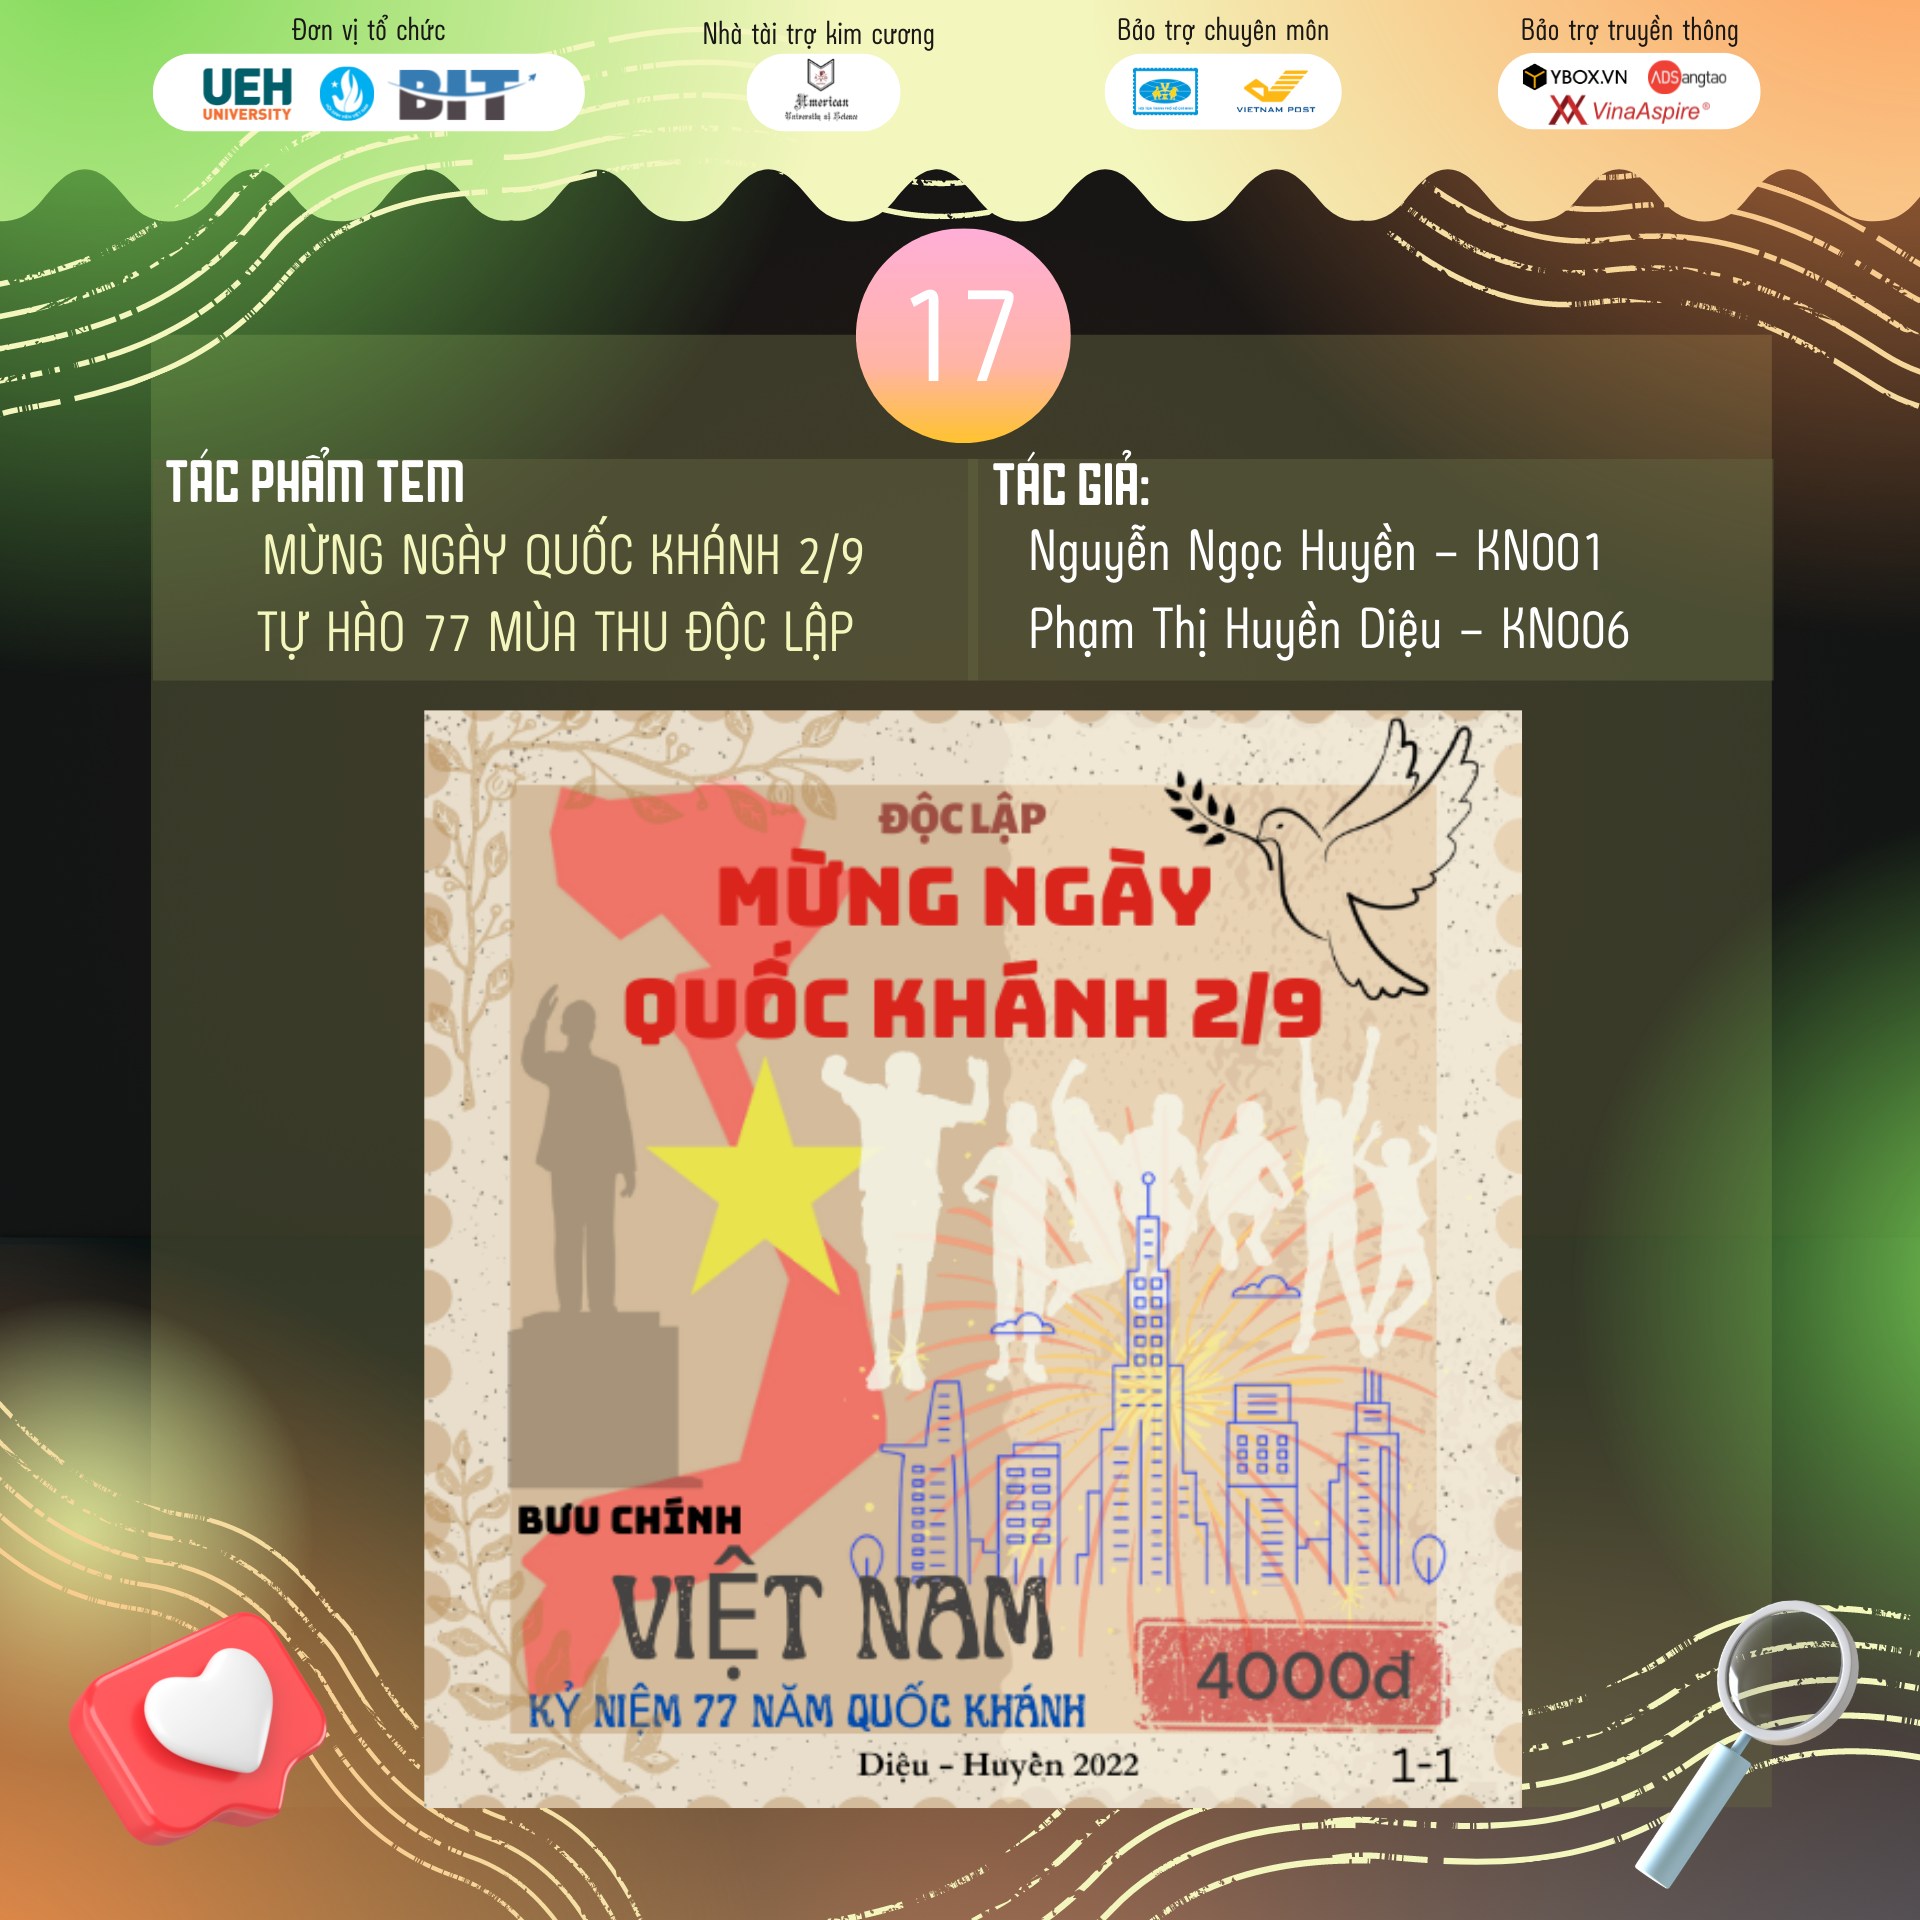 Đơn vị tổ chức
Nhà tài trợ kim cương
Bảo trợ chuyên môn
Bảo trợ truyền thông
UEH
UNIVERSITY
BIT
American
University of Science
VIETNAM POST
YBOX.VN
ADSangtao
VinaAspire®
17
TÁC PHẨM TEM
MỪNG NGÀY QUỐC KHÁNH 2/9
TỰ HÀO 77 MÙA THU ĐỘC LẬP
TÁC GIẢ:
Nguyễn Ngọc Huyền – KN001
Phạm Thị Huyền Diệu – KN006
ĐỘC LẬP
MỪNG NGÀY
QUỐC KHÁNH 2/9
BƯU CHÍNH
VIỆT NAM
4000đ
KỶ NIỆM 77 NĂM QUỐC KHÁNH
Diệu - Huyền 2022
1-1